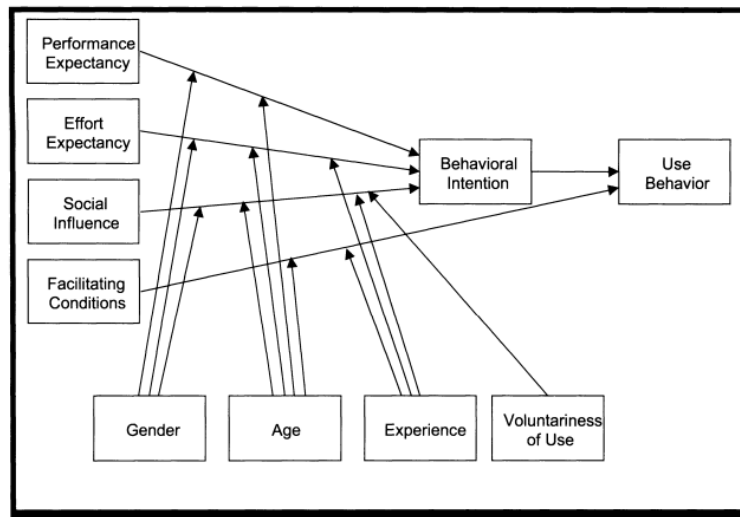 Performance
Expectancy
Effort
Expectancy
Social
Influence
Facilitating
Conditions
Behavioral
Intention
Use
Behavior
Gender
Age
Experience
Voluntariness
of Use